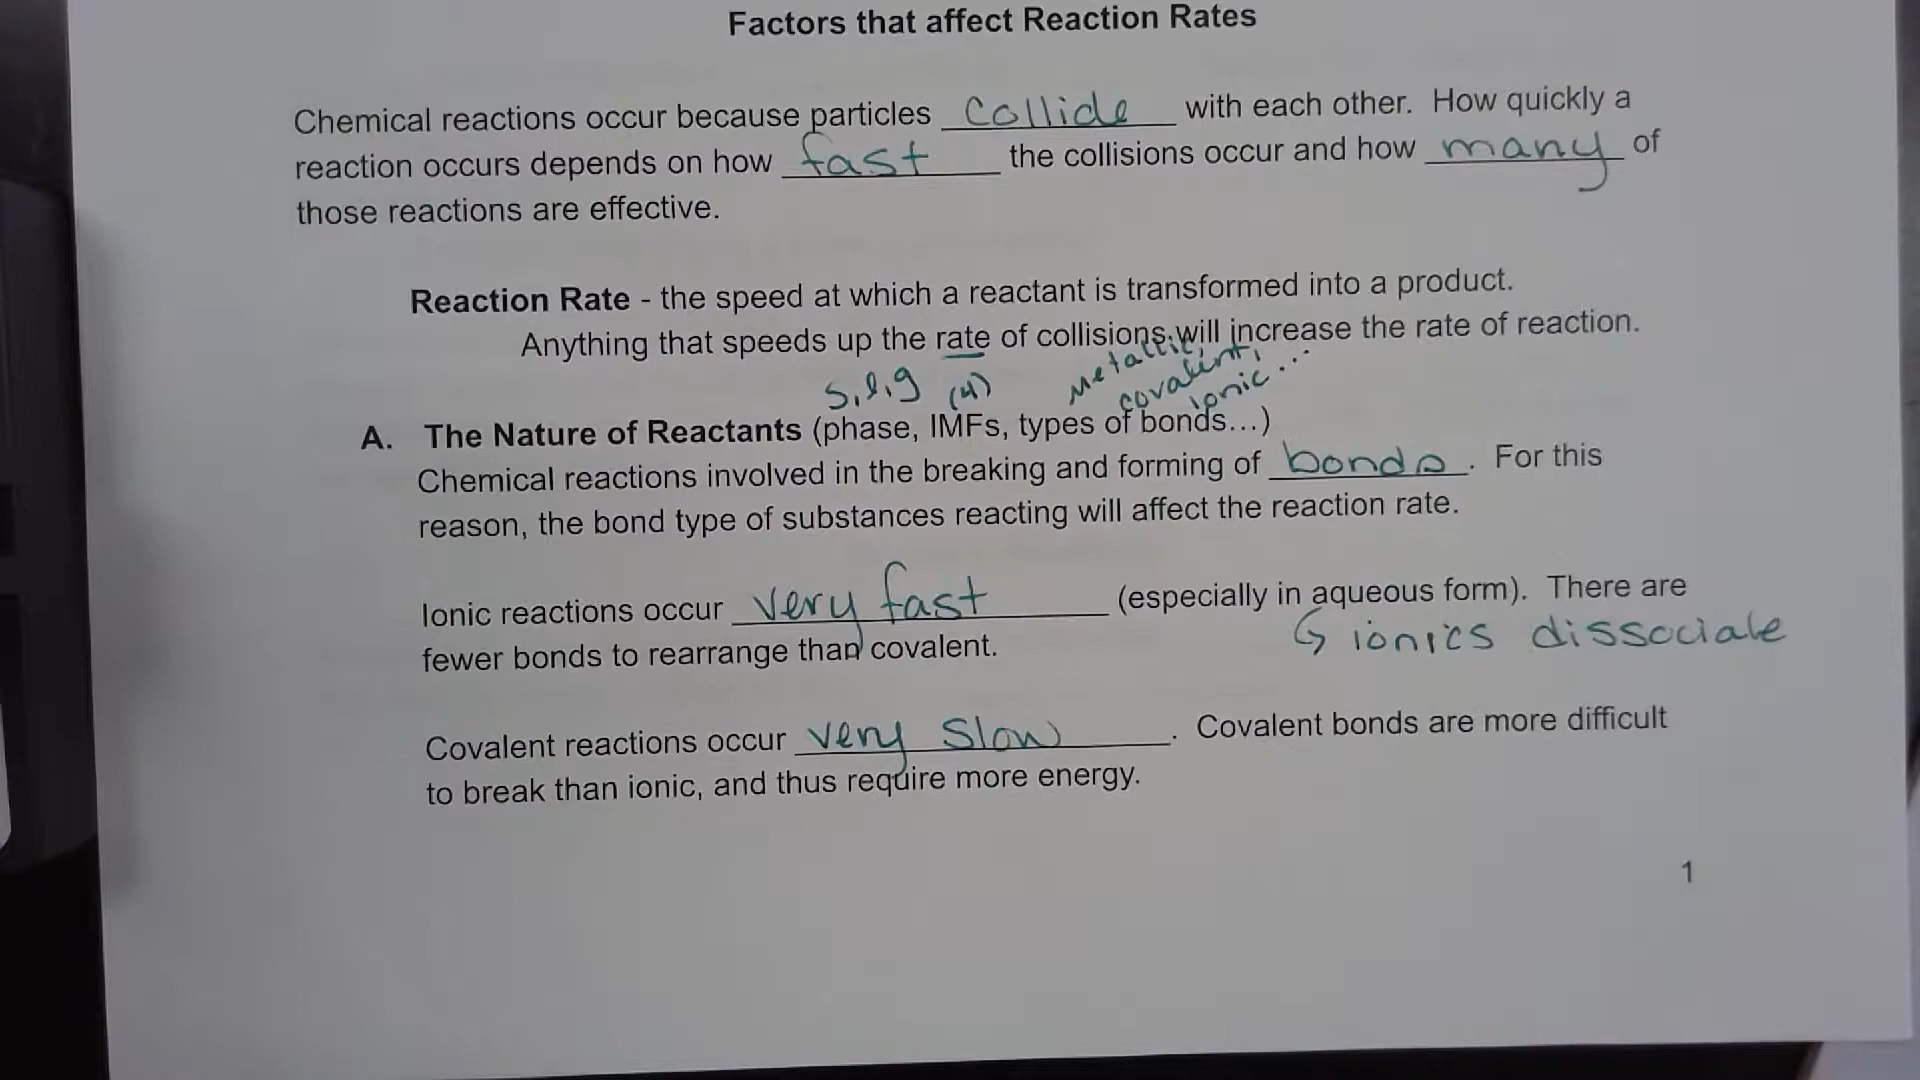 Factors that affect Reaction Rates
Chemical reactions occur because particles collide with each other. How quickly a
reaction occurs depends on how fast the collisions occur and how many of
those reactions are effective.
Reaction Rate - the speed at which a reactant is transformed into a product.
Anything that speeds up the rate of collisions will increase the rate of reaction.
s, l, g (4) metallic,
covalent,
ionic...
A. The Nature of Reactants (phase, IMFs, types of bonds...)
Chemical reactions involved in the breaking and forming of bonds. For this
reason, the bond type of substances reacting will affect the reaction rate.
Ionic reactions occur very fast (especially in aqueous form). There are
↳ ionics dissociate
fewer bonds to rearrange than covalent.
Covalent reactions occur very slow. Covalent bonds are more difficult
to break than ionic, and thus require more energy.
1